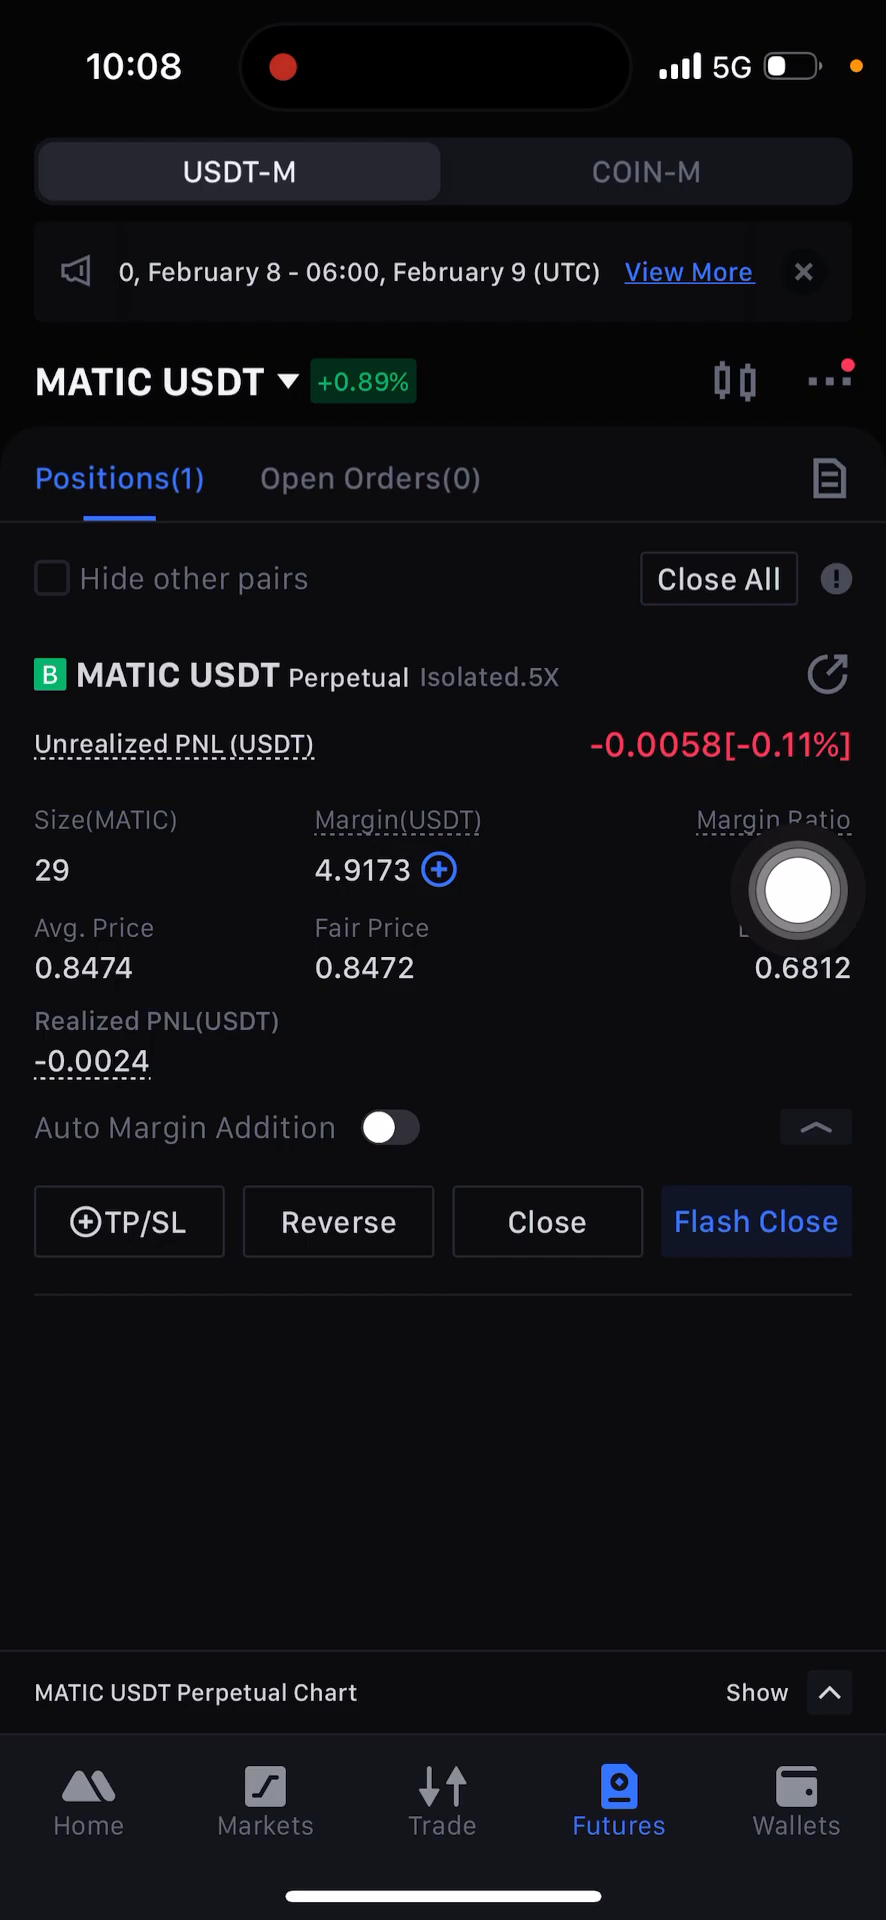 10:08
5G
USDT-M
COIN-M
0, February 8 - 06:00, February 9 (UTC) View More
MATIC USDT +0.89%
Positions(1)
Open Orders(0)
Hide other pairs
Close All
B MATIC USDT Perpetual Isolated.5X
Unrealized PNL (USDT)
-0.0058[-0.11%]
Size(MATIC)
Margin(USDT)
Margin Ratio
29
4.9173
Avg. Price
Fair Price
0.8474
0.8472
0.6812
Realized PNL(USDT)
-0.0024
Auto Margin Addition
TP/SL
Reverse
Close
Flash Close
MATIC USDT Perpetual Chart
Show
Home
Markets
Trade
Futures
Wallets